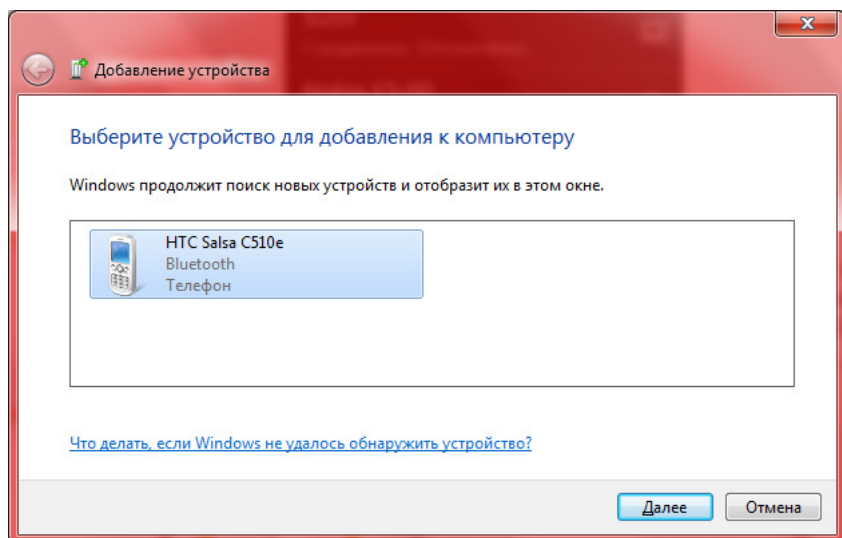 Добавление устройства
Выберите устройство для добавления к компьютеру
Windows продолжит поиск новых устройств и отобразит их в этом окне.
HTC Salsa C510e
Bluetooth
Телефон
Что делать, если Windows не удалось обнаружить устройство?
Далее
Отмена